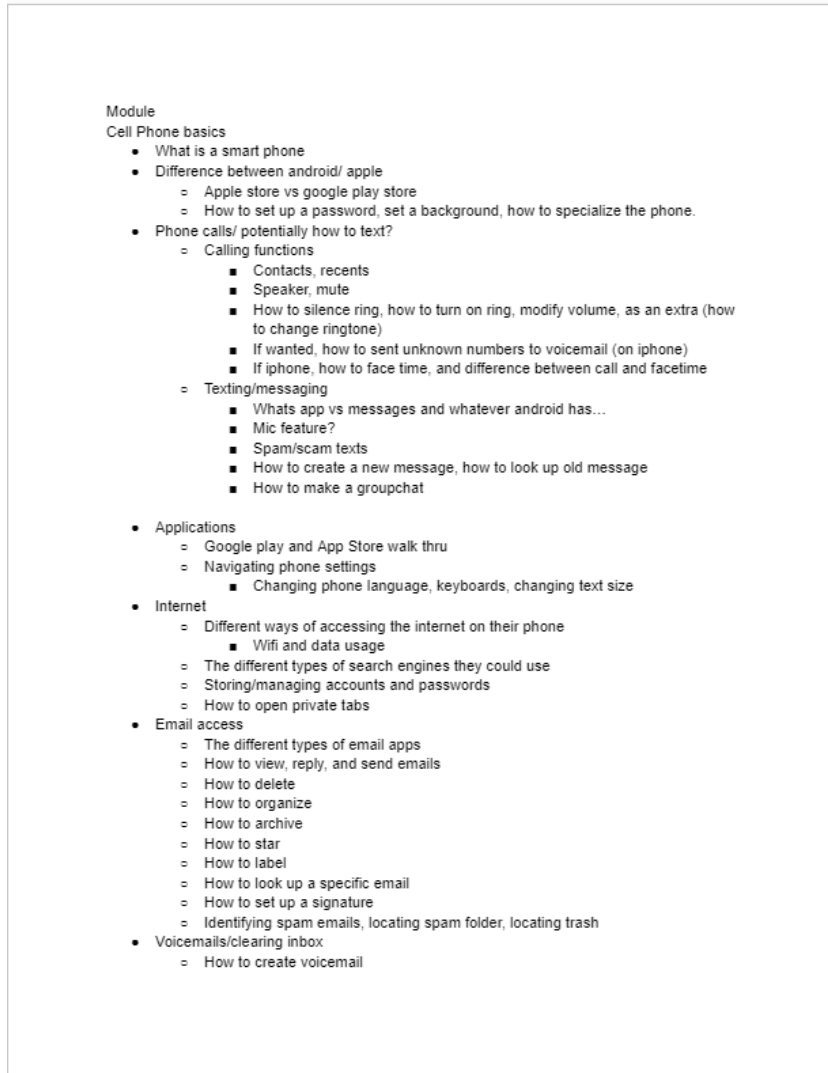 Module
Cell Phone basics
• What is a smart phone
• Difference between android/ apple
○ Apple store vs google play store
○ How to set up a password, set a background, how to specialize the phone.
• Phone calls/ potentially how to text?
○ Calling functions
■ Contacts, recents
■ Speaker, mute
■ How to silence ring, how to turn on ring, modify volume, as an extra (how
to change ringtone)
■ If wanted, how to sent unknown numbers to voicemail (on iphone)
■ If iphone, how to face time, and difference between call and facetime
○ Texting/messaging
■ Whats app vs messages and whatever android has...
■ Mic feature?
■ Spam/scam texts
■ How to create a new message, how to look up old message
■ How to make a groupchat
• Applications
○ Google play and App Store walk thru
○ Navigating phone settings
■ Changing phone language, keyboards, changing text size
• Internet
○ Different ways of accessing the internet on their phone
■ Wifi and data usage
○ The different types of search engines they could use
○ Storing/managing accounts and passwords
○ How to open private tabs
• Email access
○ The different types of email apps
○ How to view, reply, and send emails
○ How to delete
○ How to organize
○ How to archive
○ How to star
○ How to label
○ How to look up a specific email
○ How to set up a signature
○ Identifying spam emails, locating spam folder, locating trash
• Voicemails/clearing inbox
○ How to create voicemail